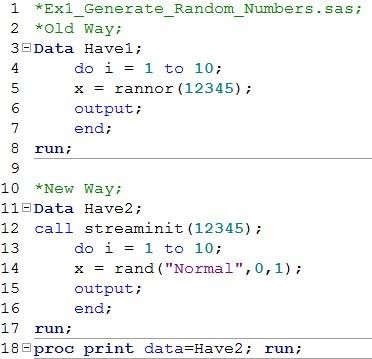 1 *Ex1_Generate_Random_Numbers.sas;
2 *Old Way;
3 Data Have1;
4 do i = 1 to 10;
5 x = rannor(12345);
6 output;
7 end;
8 run;
9
10 *New Way;
11 Data Have2;
12 call streaminit(12345);
13 do i = 1 to 10;
14 x = rand("Normal",0,1);
15 output;
16 end;
17 run;
18 proc print data=Have2; run;